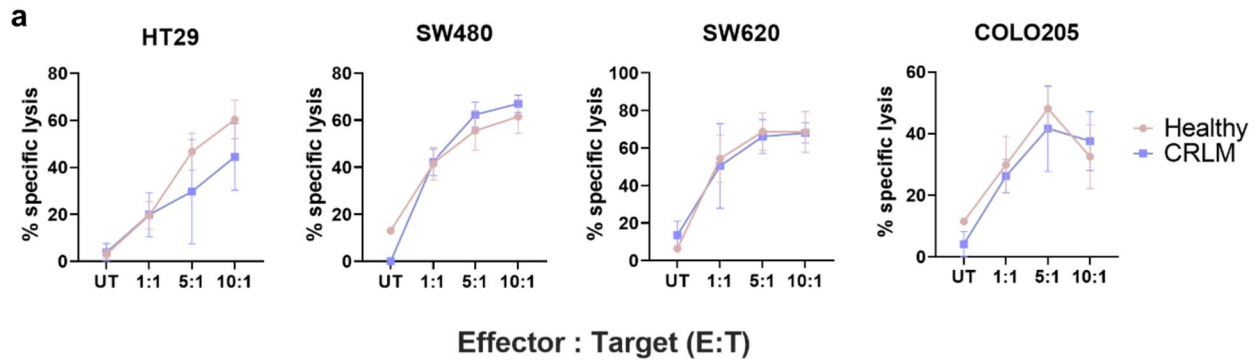 a
HT29
SW480
SW620
COLO205
% specific lysis
80
60
40
20
0
UT 1:1 5:1 10:1
% specific lysis
80
60
40
20
0
UT 1:1 5:1 10:1
% specific lysis
100
80
60
40
20
0
UT 1:1 5:1 10:1
% specific lysis
60
40
20
0
UT 1:1 5:1 10:1
Healthy
CRLM
Effector : Target (E:T)